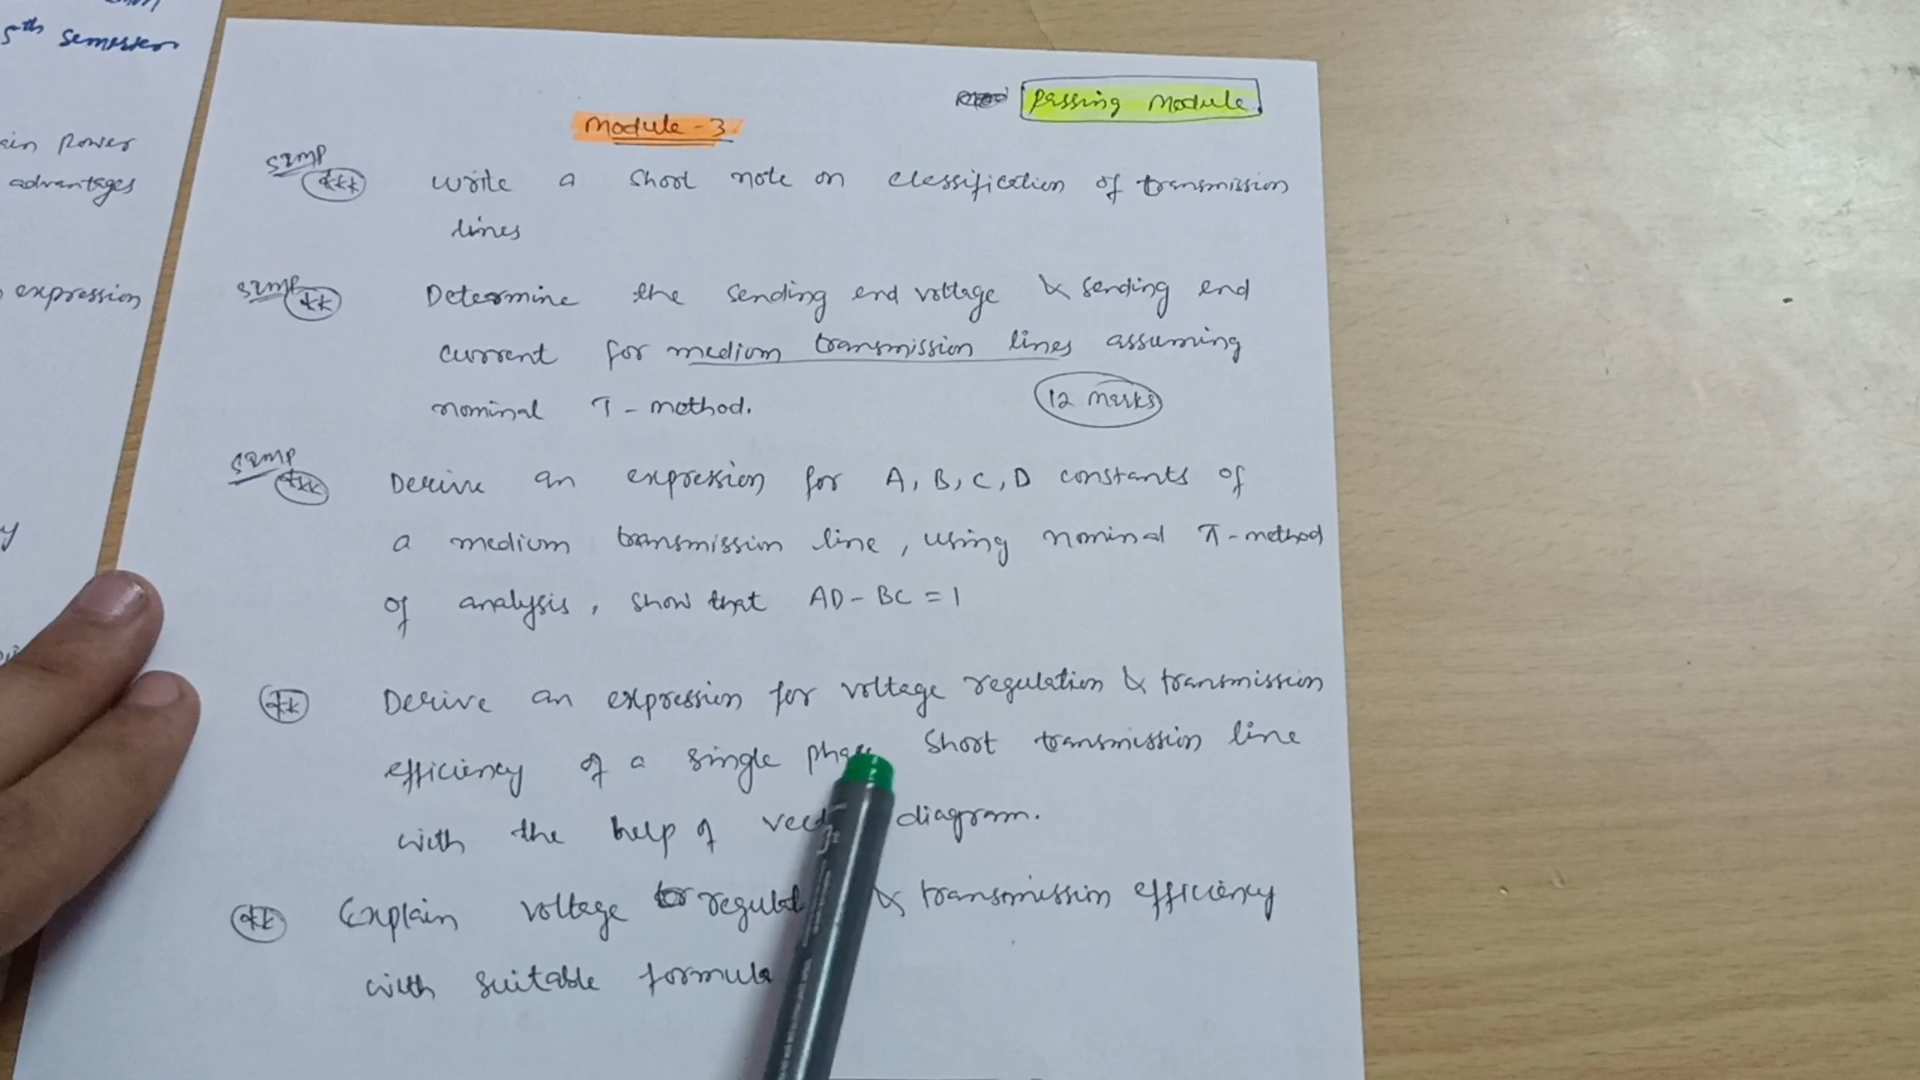 5th semester
ain power
advantages
expression
y
Passing Module
Module - 3
SIMP
*** Write a short note on classification of transmission
lines
SIMP
** Determine the sending end voltage & sending end
current for medium transmission lines assuming
nominal T - method.
12 marks
SIMP
*** Derive an expression for A, B, C, D constants of
a medium transmission line, using nominal π - method
of analysis, show that AD - BC = 1
** Derive an expression for voltage regulation & transmission
efficiency of a single phase short transmission line
with the help of diagram.
** Explain voltage & transmission efficiency
with suitable formula